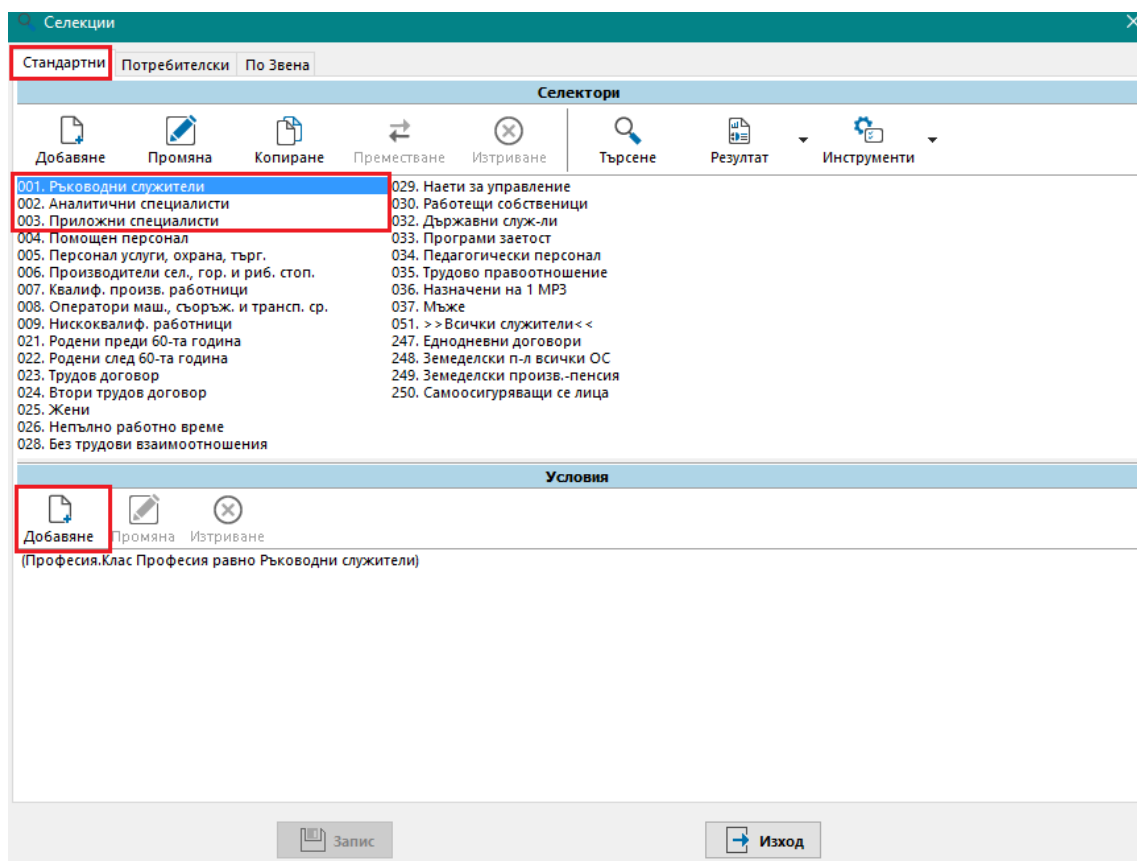 Селекции
Стандартни Потребителски По Звена
Селектори
Добавяне Промяна Копиране Преместване Изтриване Търсене Резултат Инструменти
001. Ръководни служители
002. Аналитични специалисти
003. Приложни специалисти
004. Помощен персонал
005. Персонал услуги, охрана, търг.
006. Производители сел., гор. и риб. стоп.
007. Квалиф. произв. работници
008. Оператори маш., съоръж. и трансп. ср.
009. Нискоквалиф. работници
021. Родени преди 60-та година
022. Родени след 60-та година
023. Трудов договор
024. Втори трудов договор
025. Жени
026. Непълно работно време
028. Без трудови взаимоотношения
029. Наети за управление
030. Работещи собственици
032. Държавни служ-ли
033. Програми заетост
034. Педагогически персонал
035. Трудово правоотношение
036. Назначени на 1 МРЗ
037. Мъже
051. >>Всички служители<<
247. Еднодневни договори
248. Земеделски п-л всички ОС
249. Земеделски произв.-пенсия
250. Самоосигуряващи се лица
Условия
Добавяне Промяна Изтриване
(Професия.Клас Професия равно Ръководни служители)
Запис Изход